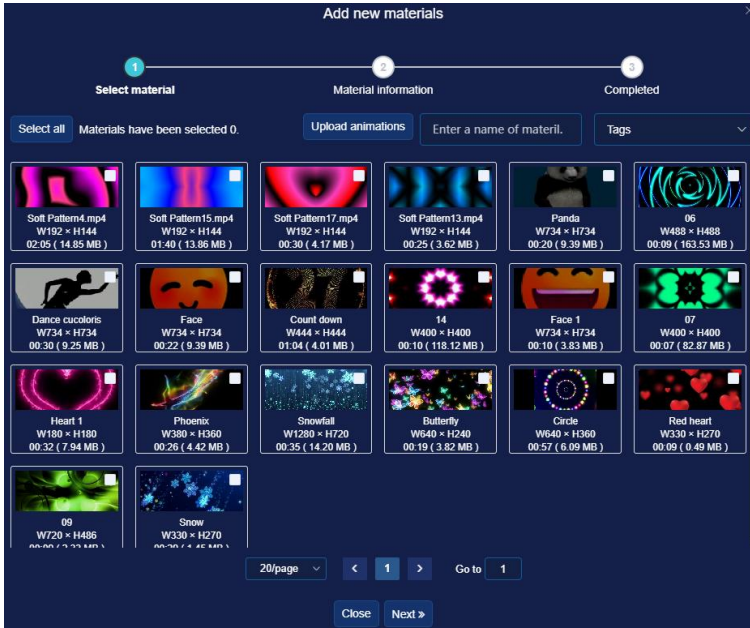 Add new materials
1
2
3
Select material
Material information
Completed
Select all
Materials have been selected 0.
Upload animations
Enter a name of materil.
Tags
Soft Pattern4.mp4
W192 × H144
02:05 ( 14.85 MB )
Soft Pattern15.mp4
W192 × H144
01:40 ( 13.86 MB )
Soft Pattern17.mp4
W192 × H144
00:30 ( 4.17 MB )
Soft Pattern13.mp4
W192 × H144
00:25 ( 3.62 MB )
Panda
W734 × H734
00:20 ( 9.39 MB )
06
W488 × H488
00:09 ( 163.53 MB )
Dance cucoloris
W734 × H734
00:30 ( 9.25 MB )
Face
W734 × H734
00:22 ( 9.39 MB )
Count down
W444 × H444
01:04 ( 4.01 MB )
14
W400 × H400
00:10 ( 118.12 MB )
Face 1
W734 × H734
00:10 ( 3.83 MB )
07
W400 × H400
00:07 ( 82.87 MB )
Heart 1
W180 × H180
00:32 ( 7.94 MB )
Phoenix
W380 × H360
00:26 ( 4.42 MB )
Snowfall
W1280 × H720
00:35 ( 14.20 MB )
Butterfly
W640 × H240
00:19 ( 3.82 MB )
Circle
W640 × H360
00:57 ( 6.09 MB )
Red heart
W330 × H270
00:09 ( 0.49 MB )
09
W720 × H486
Snow
W330 × H270
20/page
1
Go to
1
Close
Next »